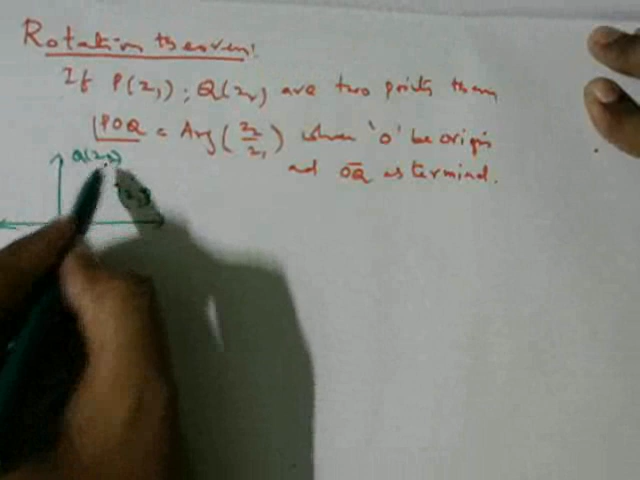 Rotation theorem:
If P(z₁); Q(z₂) are two points then
∠POQ = Arg(z₂/z₁) where 'O' be origin
and OQ as terminal.
Q(z₂)